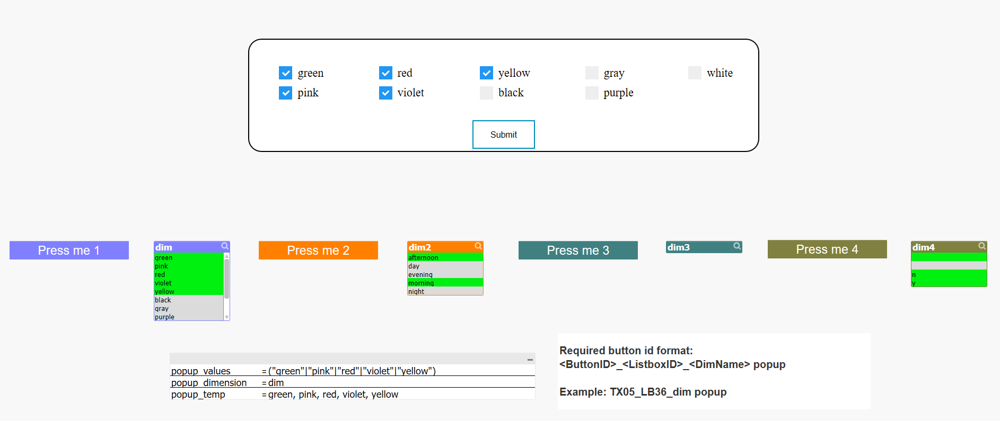 green red yellow gray white
pink violet black purple
Submit
Press me 1
dim
green
pink
red
violet
yellow
black
gray
purple
Press me 2
dim2
afternoon
day
evening
morning
night
Press me 3
dim3
Press me 4
dim4
n
y
popup_values = ("green"|"pink"|"red"|"violet"|"yellow")
popup_dimension = dim
popup_temp = green, pink, red, violet, yellow
Required button id format:
<ButtonID>_<ListboxID>_<DimName> popup
Example: TX05_LB36_dim popup